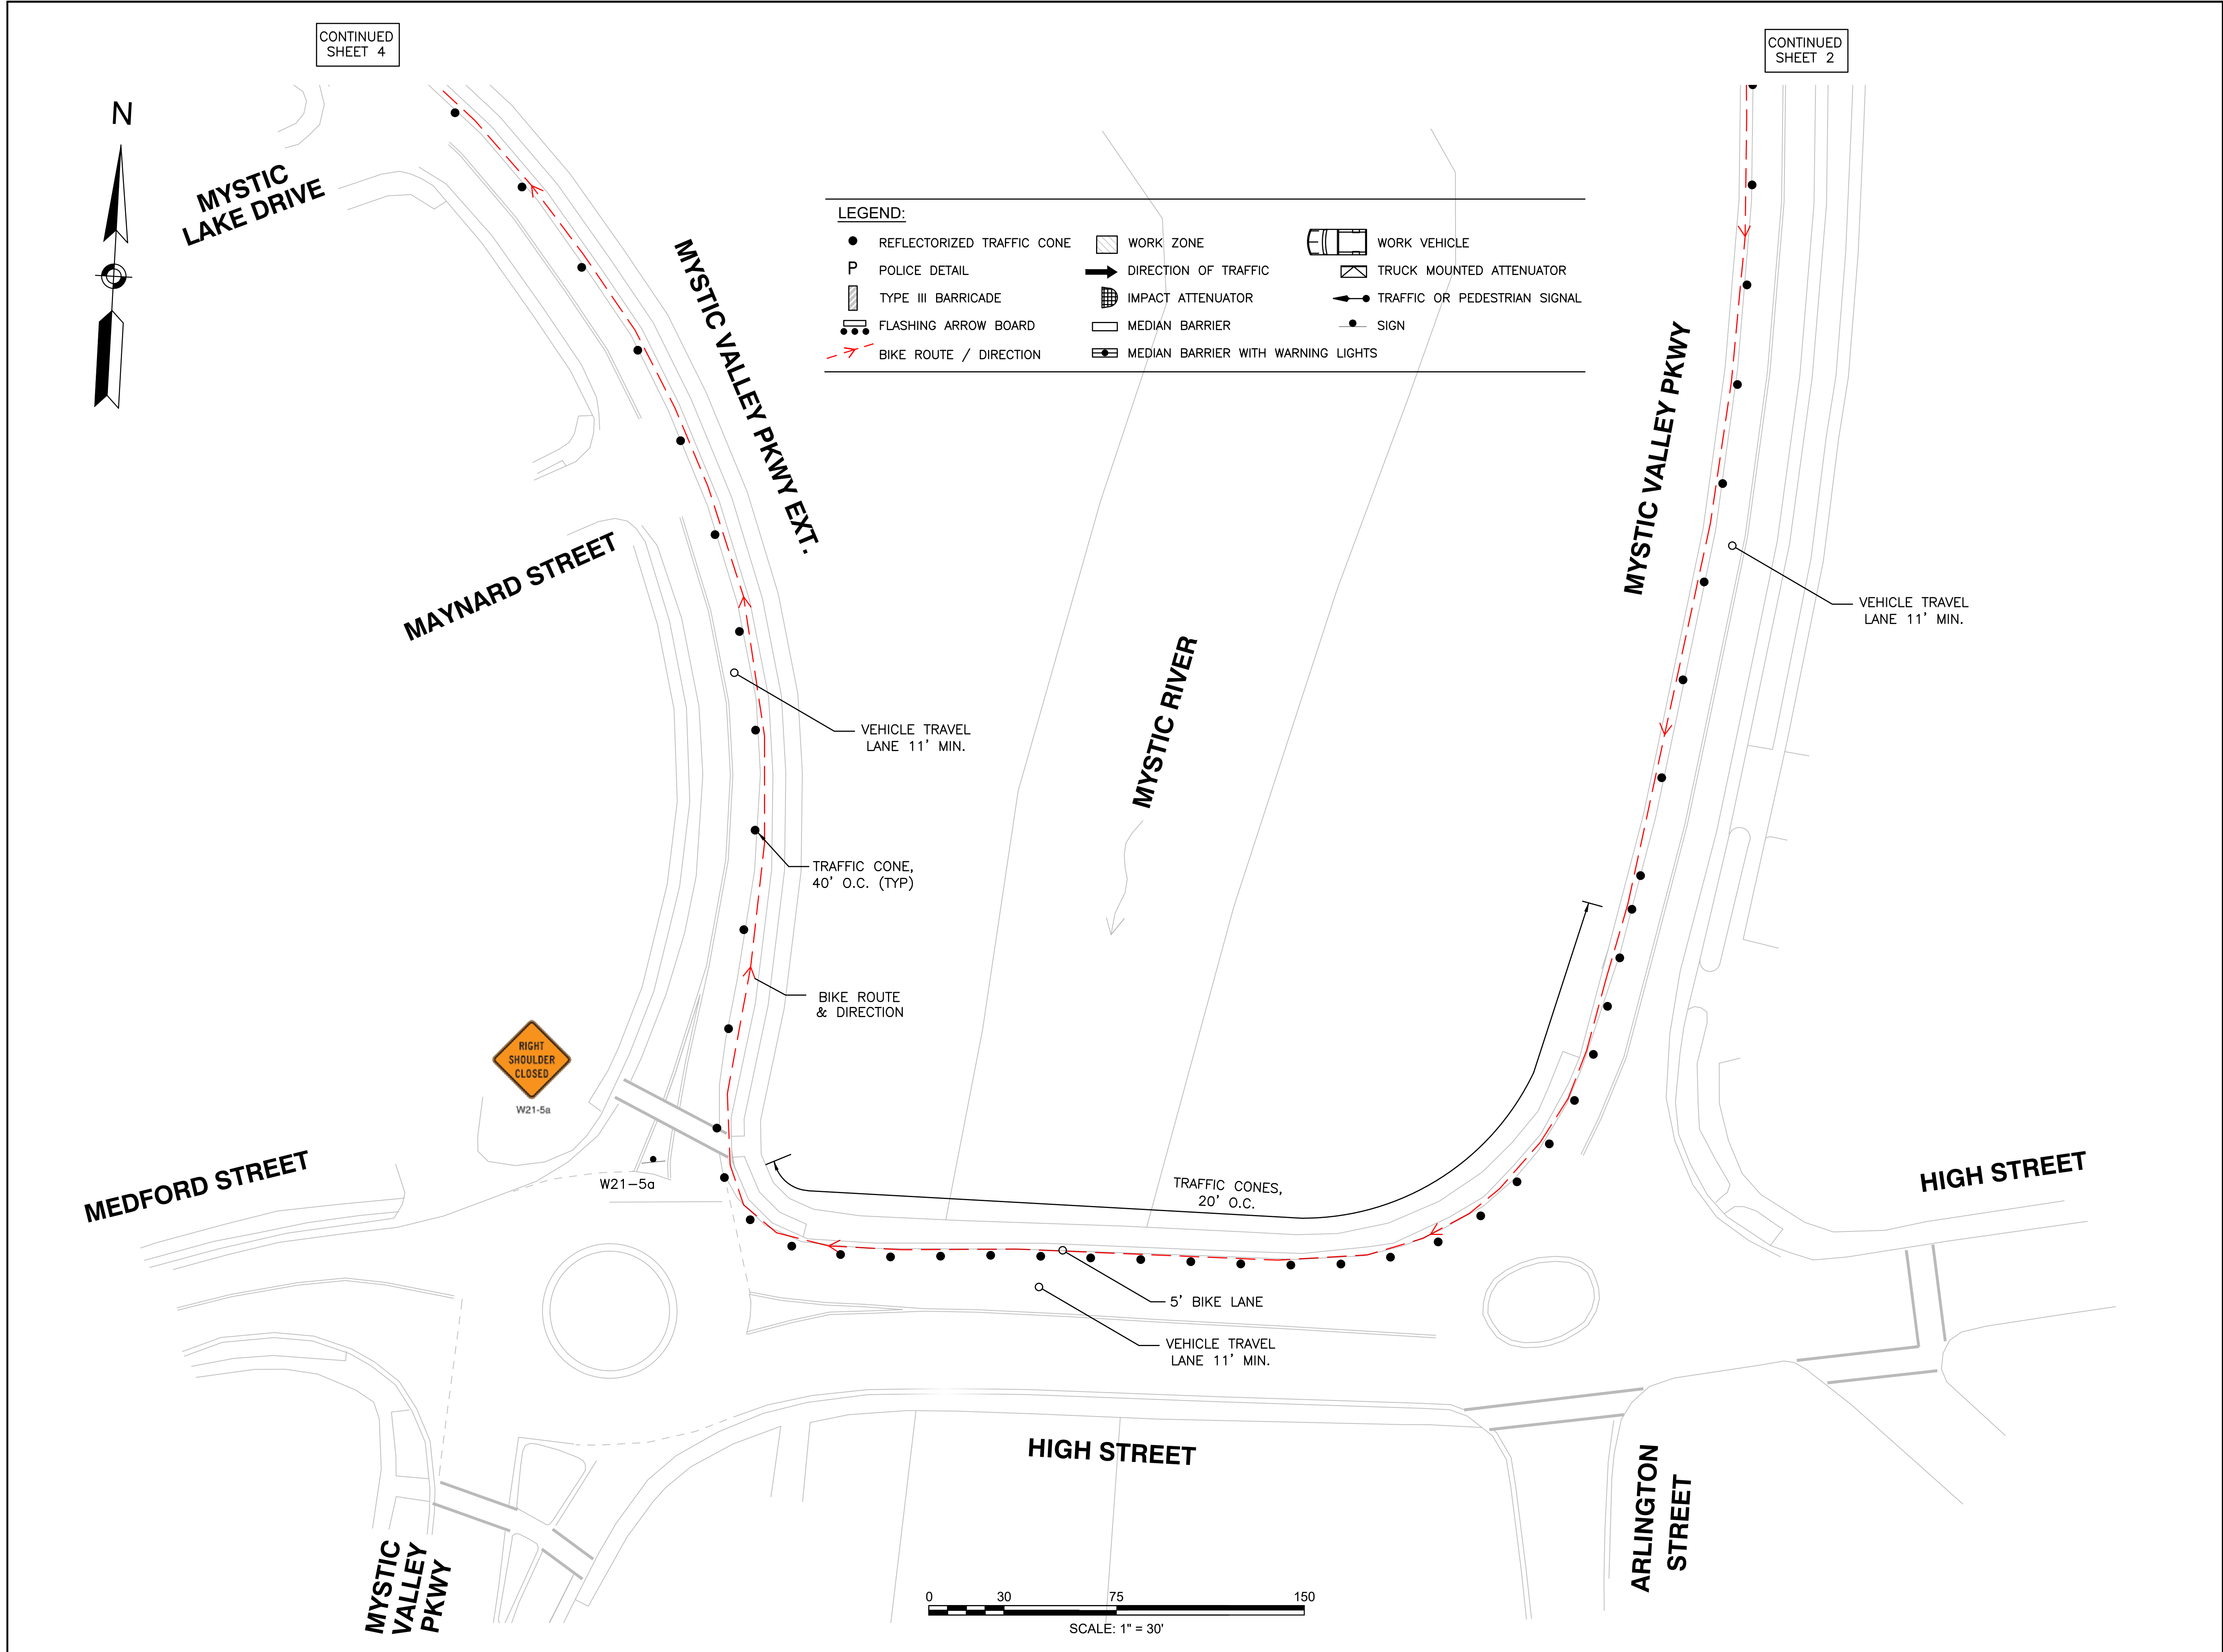 CONTINUED
SHEET 4
CONTINUED
SHEET 2
N
MYSTIC
LAKE DRIVE
MYSTIC VALLEY PKWY EXT.
LEGEND:
REFLECTORIZED TRAFFIC CONE
WORK ZONE
WORK VEHICLE
P POLICE DETAIL
DIRECTION OF TRAFFIC
TRUCK MOUNTED ATTENUATOR
TYPE III BARRICADE
IMPACT ATTENUATOR
TRAFFIC OR PEDESTRIAN SIGNAL
FLASHING ARROW BOARD
MEDIAN BARRIER
SIGN
BIKE ROUTE / DIRECTION
MEDIAN BARRIER WITH WARNING LIGHTS
MYSTIC VALLEY PKWY
MAYNARD STREET
VEHICLE TRAVEL
LANE 11' MIN.
MYSTIC RIVER
VEHICLE TRAVEL
LANE 11' MIN.
TRAFFIC CONE,
40' O.C. (TYP)
BIKE ROUTE
& DIRECTION
RIGHT
SHOULDER
CLOSED
W21-5a
MEDFORD STREET
W21-5a
TRAFFIC CONES,
20' O.C.
HIGH STREET
5' BIKE LANE
VEHICLE TRAVEL
LANE 11' MIN.
HIGH STREET
ARLINGTON
STREET
MYSTIC
VALLEY
PKWY
0 30 75 150
SCALE: 1" = 30'